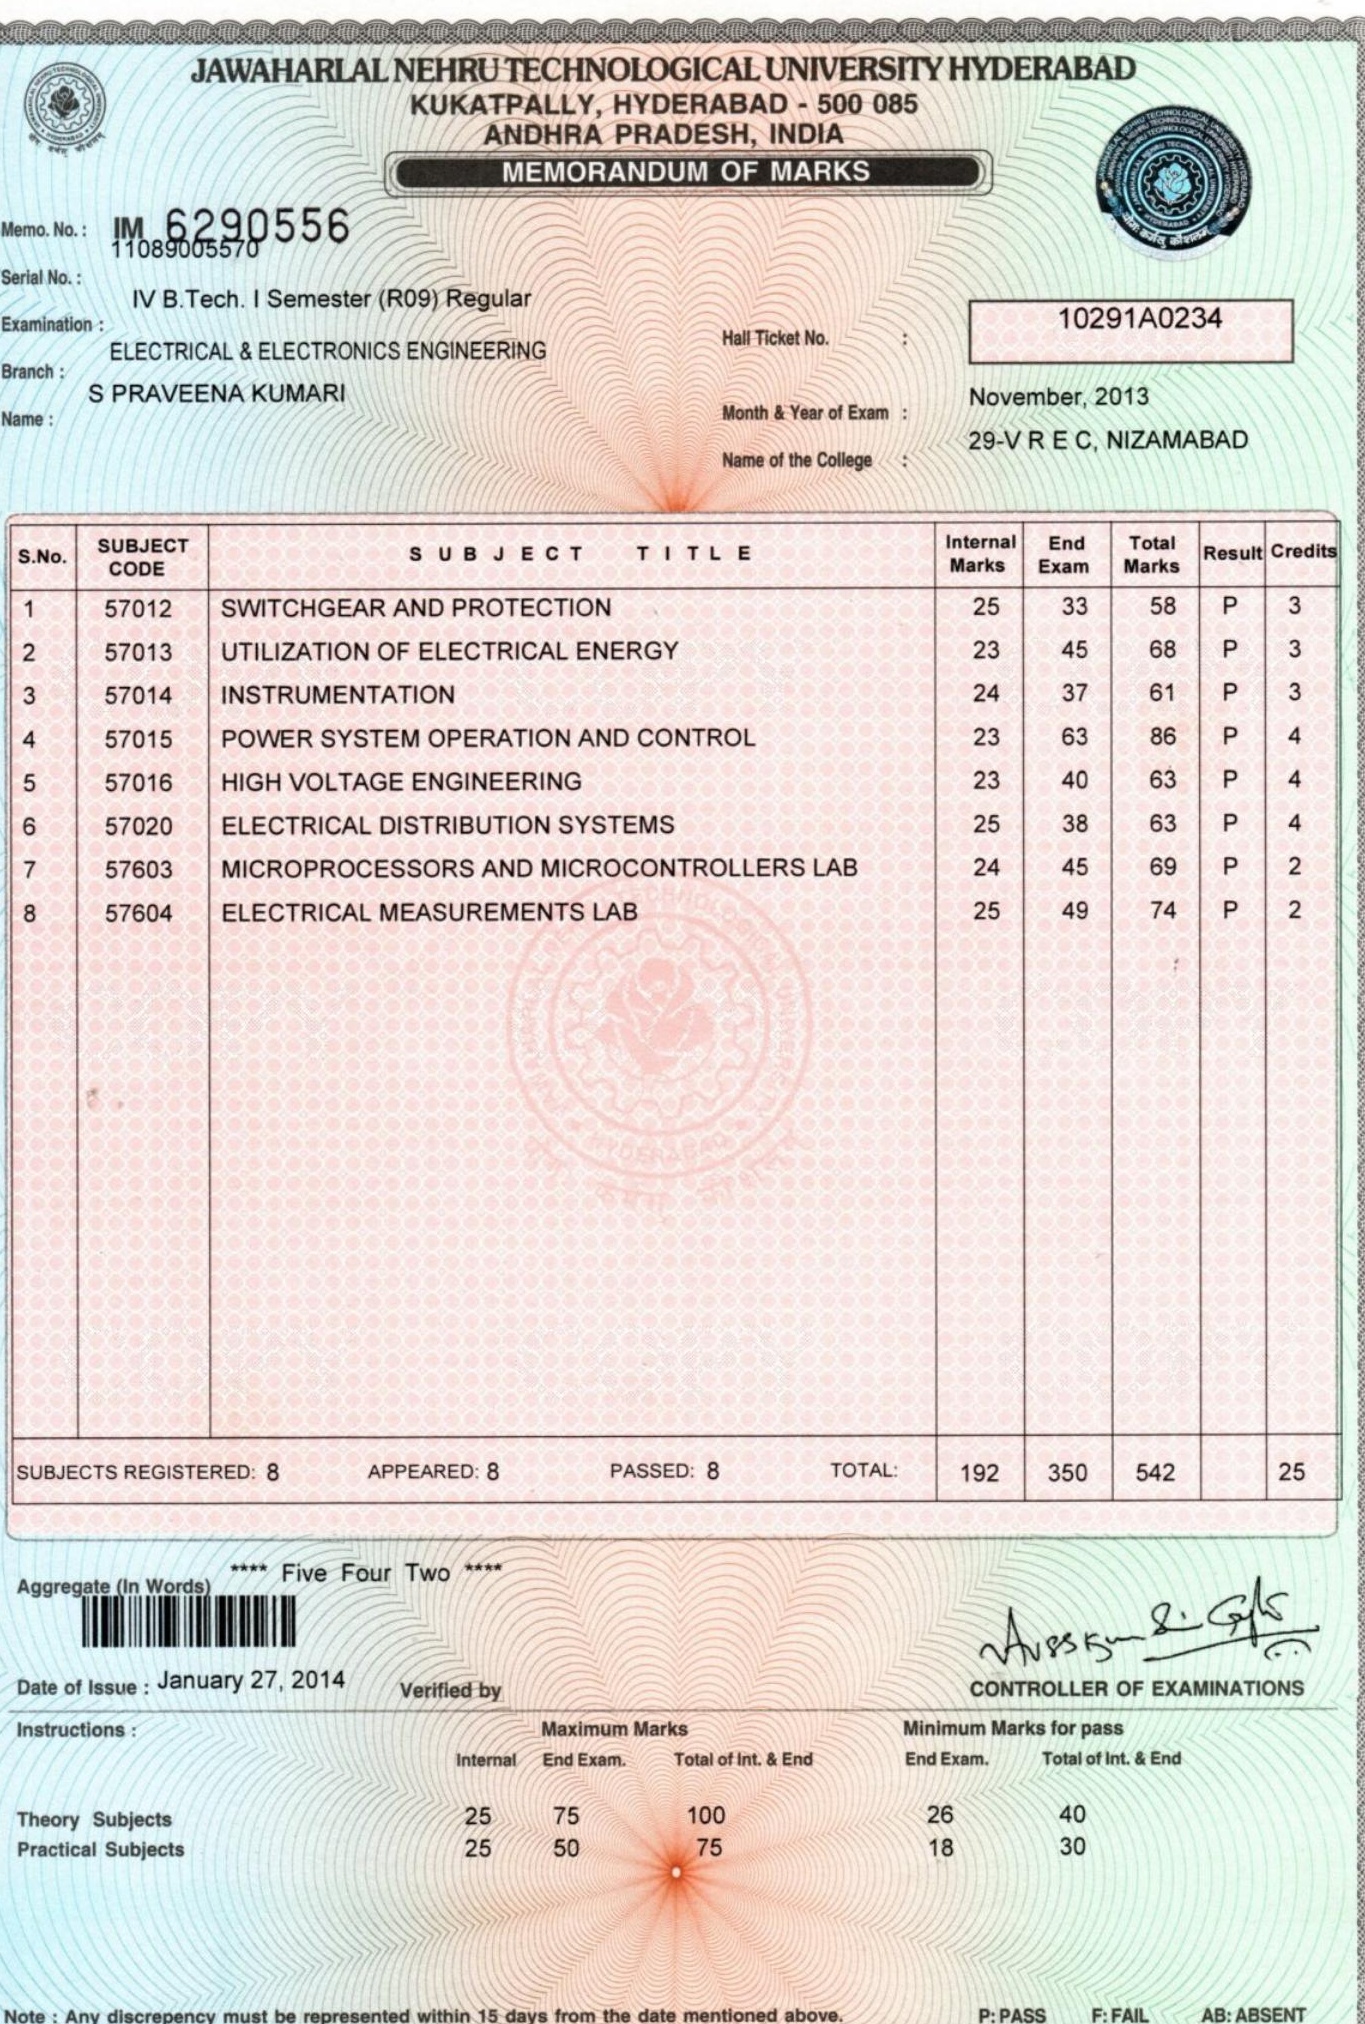 JAWAHARLAL NEHRU TECHNOLOGICAL UNIVERSITY HYDERABAD
KUKATPALLY, HYDERABAD - 500 085
ANDHRA PRADESH, INDIA
MEMORANDUM OF MARKS
Memo. No. : IM 6290556
11089005570
Serial No. :
IV B.Tech. I Semester (R09) Regular
Examination :
ELECTRICAL & ELECTRONICS ENGINEERING
Branch :
S PRAVEENA KUMARI
Name :
Hall Ticket No. : 10291A0234
Month & Year of Exam : November, 2013
Name of the College : 29-V R E C, NIZAMABAD
S.No. SUBJECT CODE SUBJECT TITLE Internal Marks End Exam Total Marks Result Credits
1 57012 SWITCHGEAR AND PROTECTION 25 33 58 P 3
2 57013 UTILIZATION OF ELECTRICAL ENERGY 23 45 68 P 3
3 57014 INSTRUMENTATION 24 37 61 P 3
4 57015 POWER SYSTEM OPERATION AND CONTROL 23 63 86 P 4
5 57016 HIGH VOLTAGE ENGINEERING 23 40 63 P 4
6 57020 ELECTRICAL DISTRIBUTION SYSTEMS 25 38 63 P 4
7 57603 MICROPROCESSORS AND MICROCONTROLLERS LAB 24 45 69 P 2
8 57604 ELECTRICAL MEASUREMENTS LAB 25 49 74 P 2
SUBJECTS REGISTERED: 8 APPEARED: 8 PASSED: 8 TOTAL: 192 350 542 25
Aggregate (In Words) **** Five Four Two ****
Date of Issue : January 27, 2014 Verified by
CONTROLLER OF EXAMINATIONS
Instructions : Maximum Marks Minimum Marks for pass
Internal End Exam. Total of Int. & End End Exam. Total of Int. & End
Theory Subjects 25 75 100 26 40
Practical Subjects 25 50 75 18 30
Note : Any discrepency must be represented within 15 days from the date mentioned above. P: PASS F: FAIL AB: ABSENT